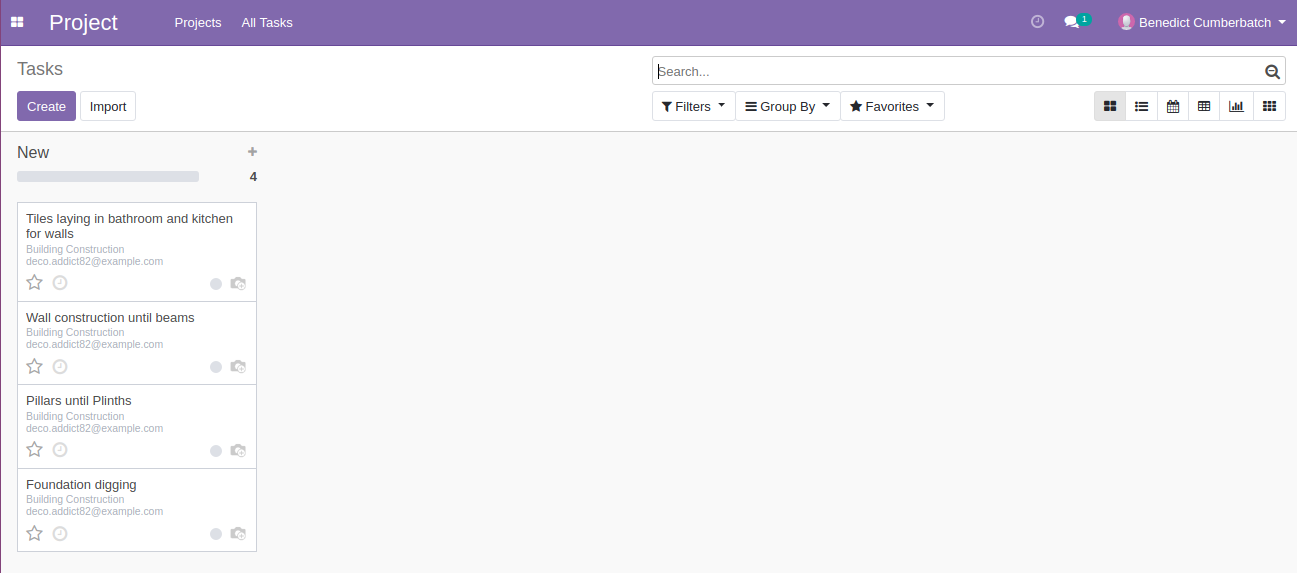 Project
Projects
All Tasks
1
Benedict Cumberbatch
Tasks
Search...
Create
Import
Filters
Group By
Favorites
New
4
Tiles laying in bathroom and kitchen
for walls
Building Construction
deco.addict82@example.com
Wall construction until beams
Building Construction
deco.addict82@example.com
Pillars until Plinths
Building Construction
deco.addict82@example.com
Foundation digging
Building Construction
deco.addict82@example.com